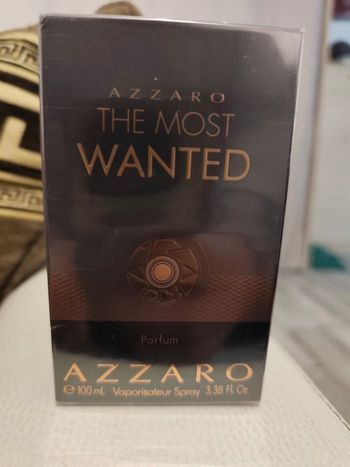 AZZARO
THE MOST
WANTED
Parfum
AZZARO
℮ 100 mL Vaporisateur Spray 3.38 Fl. Oz.